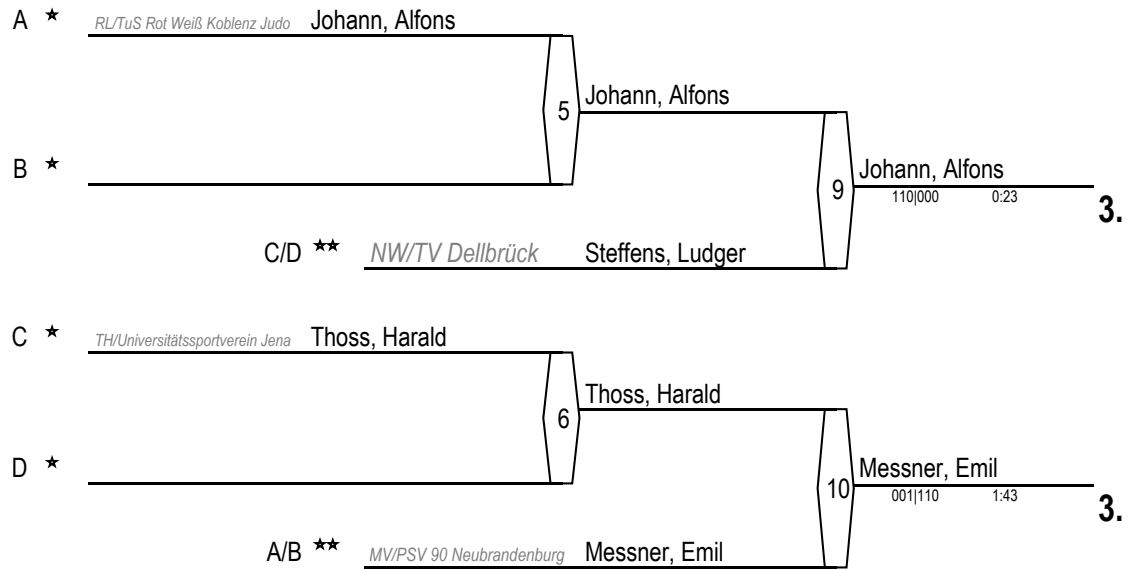 A ★ RL/TuS Rot Weiß Koblenz Judo Johann, Alfons
5 Johann, Alfons
B ★
9 Johann, Alfons
110|000 0:23
3.
C/D ★★ NW/TV Dellbrück Steffens, Ludger
C ★ TH/Universitätssportverein Jena Thoss, Harald
6 Thoss, Harald
D ★
10 Messner, Emil
001|110 1:43
3.
A/B ★★ MV/PSV 90 Neubrandenburg Messner, Emil